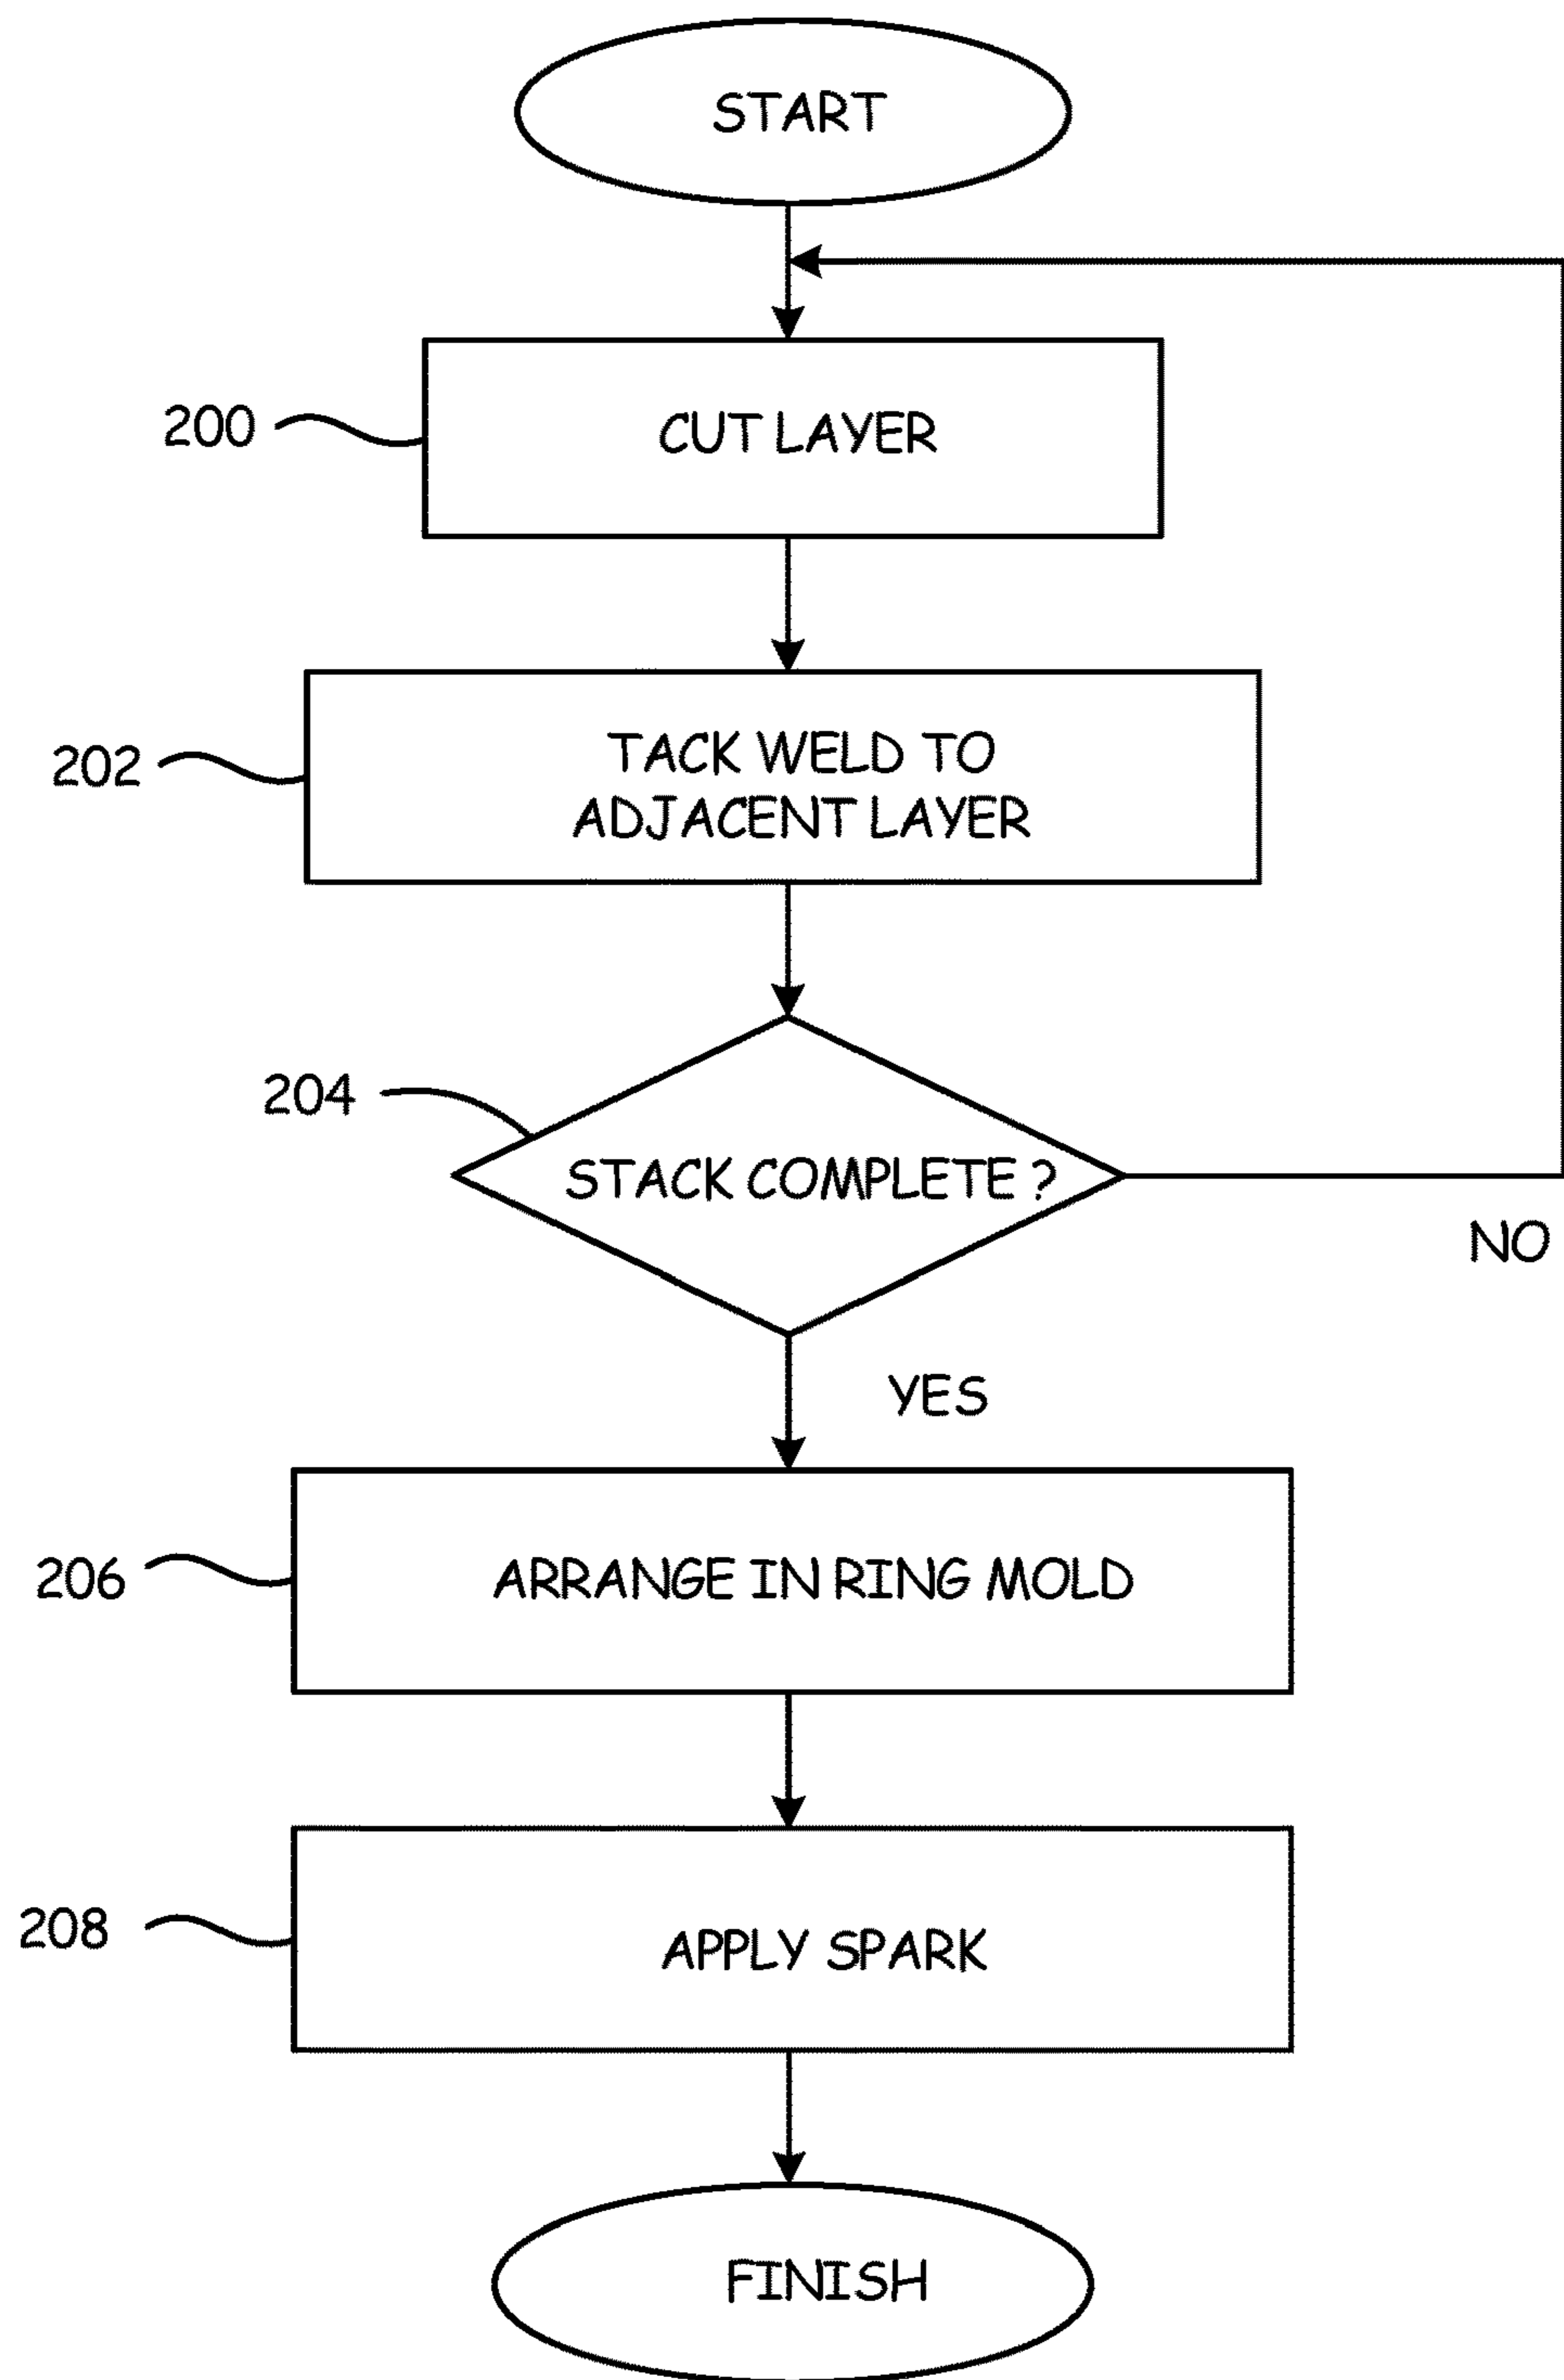 START
200
CUT LAYER
202
TACK WELD TO
ADJACENT LAYER
204
STACK COMPLETE ?
NO
YES
206
ARRANGE IN RING MOLD
208
APPLY SPARK
FINISH